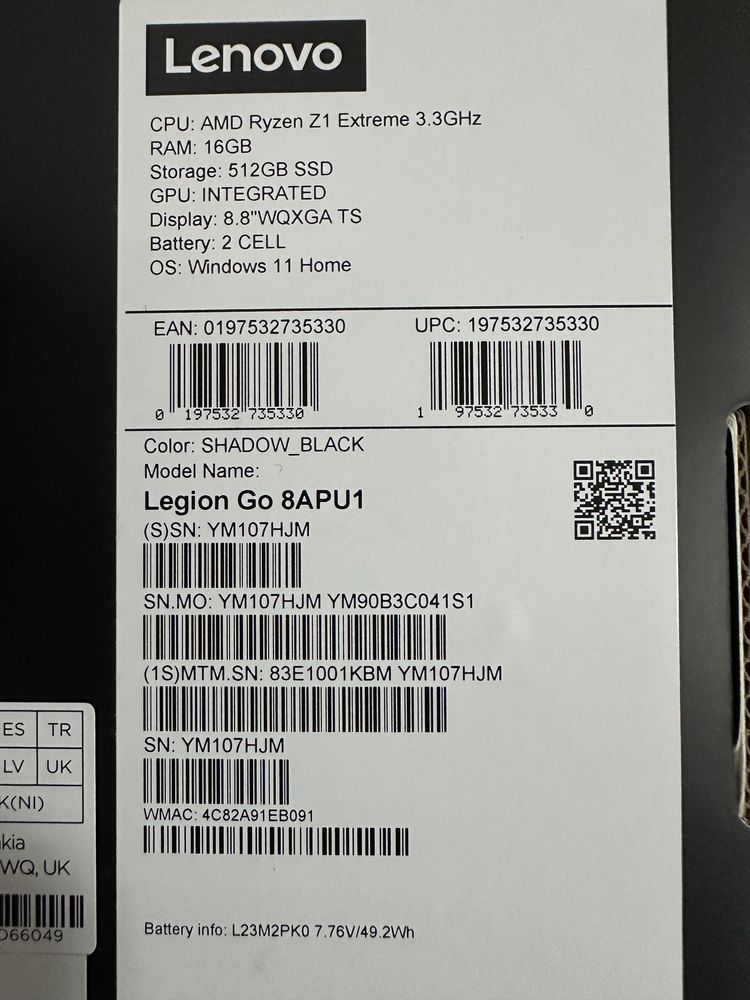 Lenovo
CPU: AMD Ryzen Z1 Extreme 3.3GHz
RAM: 16GB
Storage: 512GB SSD
GPU: INTEGRATED
Display: 8.8"WQXGA TS
Battery: 2 CELL
OS: Windows 11 Home
EAN: 0197532735330
UPC: 197532735330
0 197532 735330
1 97532 73533 0
Color: SHADOW_BLACK
Model Name:
Legion Go 8APU1
(S)SN: YM107HJM
SN.MO: YM107HJM YM90B3C041S1
(1S)MTM.SN: 83E1001KBM YM107HJM
SN: YM107HJM
WMAC: 4C82A91EB091
Battery info: L23M2PK0 7.76V/49.2Wh
ES TR
LV UK
K(NI)
kia
WQ, UK
D66049